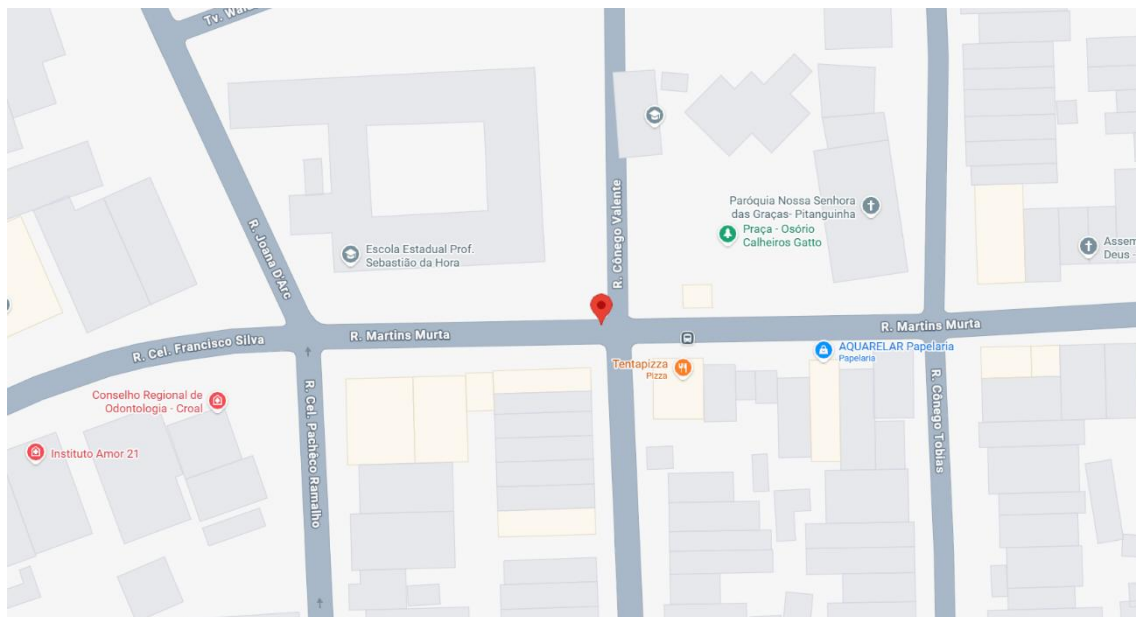 Tv. Wal
R. Joana D'Arc
R. Cônego Valente
Paróquia Nossa Senhora
das Graças- Pitanguinha
Praça - Osório
Calheiros Gatto
Escola Estadual Prof.
Sebastião da Hora
Assem
Deus -
R. Martins Murta
R. Martins Murta
R. Cel. Francisco Silva
AQUARELAR Papelaria
Papelaria
Tentapizza
Pizza
Conselho Regional de
Odontologia - Croal
Instituto Amor 21
R. Cel. Pachêco Ramalho
R. Cônego Tobias